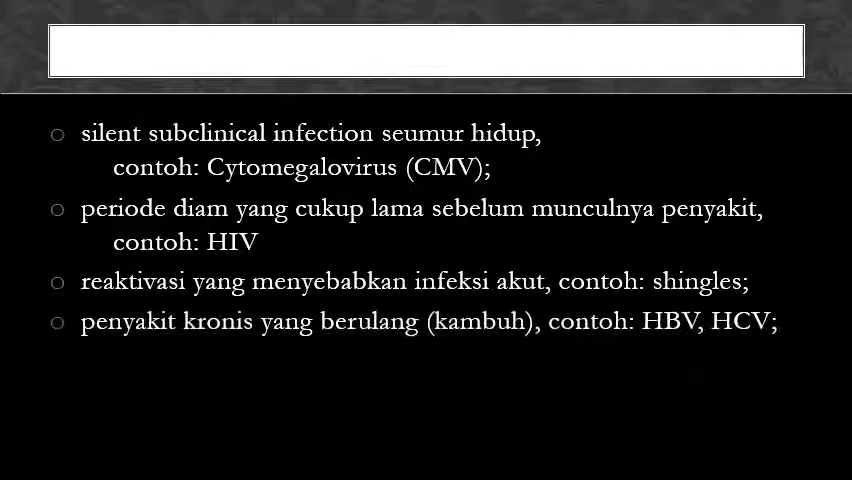 silent subclinical infection seumur hidup,
contoh: Cytomegalovirus (CMV);
periode diam yang cukup lama sebelum munculnya penyakit,
contoh: HIV
reaktivasi yang menyebabkan infeksi akut, contoh: shingles;
penyakit kronis yang berulang (kambuh), contoh: HBV, HCV;